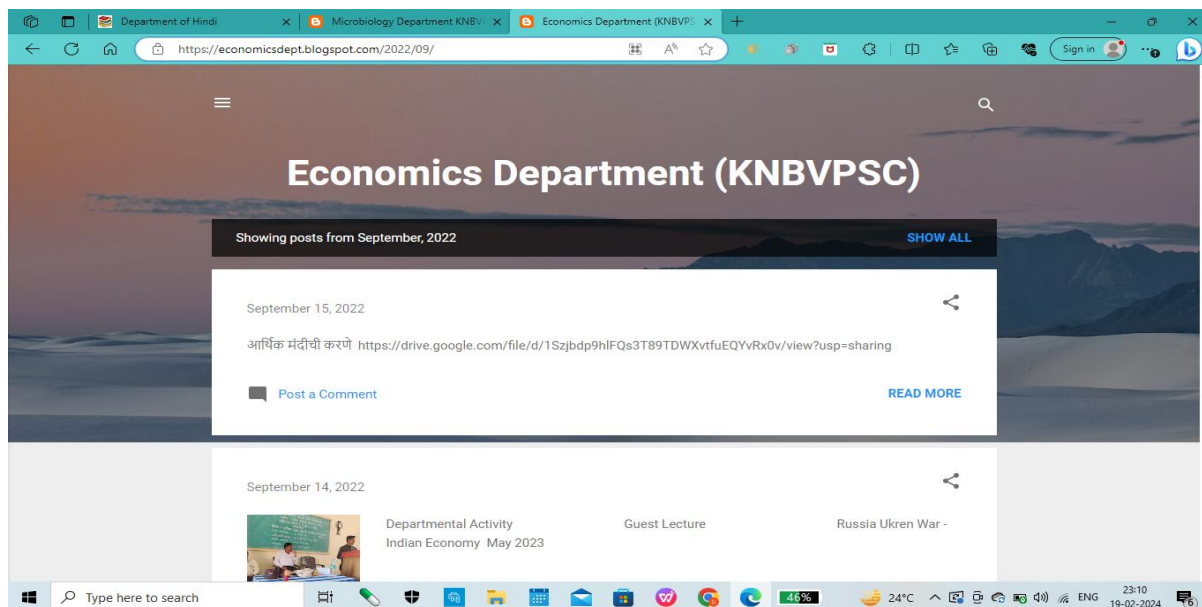 Department of Hindi
Microbiology Department KNBV
Economics Department (KNBVPS
https://economicsdept.blogspot.com/2022/09/
Sign in
Economics Department (KNBVPSC)
Showing posts from September, 2022
SHOW ALL
September 15, 2022
आर्थिक मंदीची करणे https://drive.google.com/file/d/1Szjbdp9hlFQs3T89TDWXvtfuEQYvRx0v/view?usp=sharing
Post a Comment
READ MORE
September 14, 2022
Departmental Activity Guest Lecture Russia Ukren War -
Indian Economy May 2023
Type here to search
46%
24°C
ENG
23:10
19-02-2024